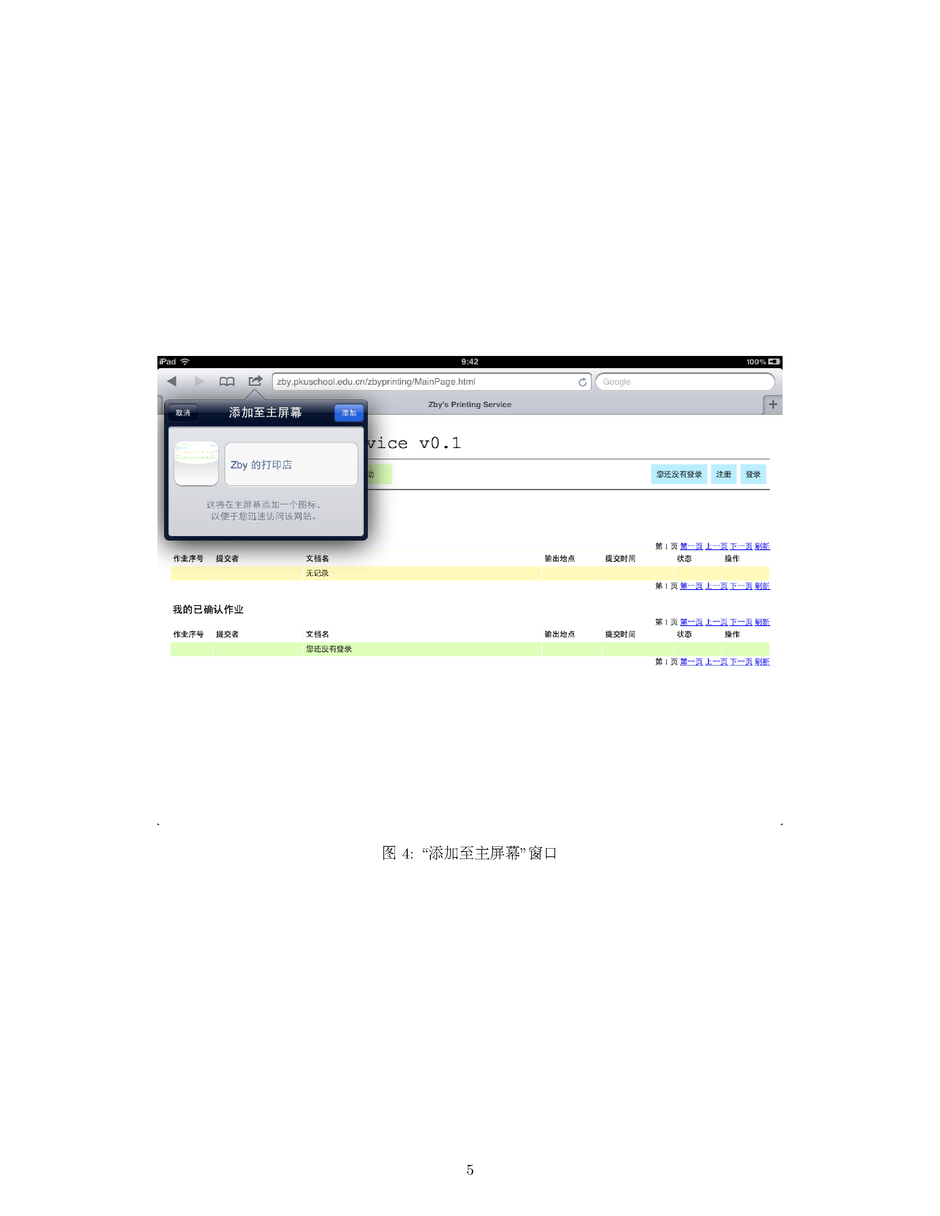 iPad 9:42 100%
zby.pkuschool.edu.cn/zbyprinting/MainPage.html Google
Zby's Printing Service
取消 添加至主屏幕 添加
vice v0.1
Zby 的打印店
助 您还没有登录 注册 登录
这将在主屏幕添加一个图标，
以便于您迅速访问该网站。
第 1 页 第一页 上一页 下一页 刷新
作业序号 提交者 文档名 输出地点 提交时间 状态 操作
无记录
第 1 页 第一页 上一页 下一页 刷新
我的已确认作业
第 1 页 第一页 上一页 下一页 刷新
作业序号 提交者 文档名 输出地点 提交时间 状态 操作
您还没有登录
第 1 页 第一页 上一页 下一页 刷新
图 4: “添加至主屏幕”窗口
5